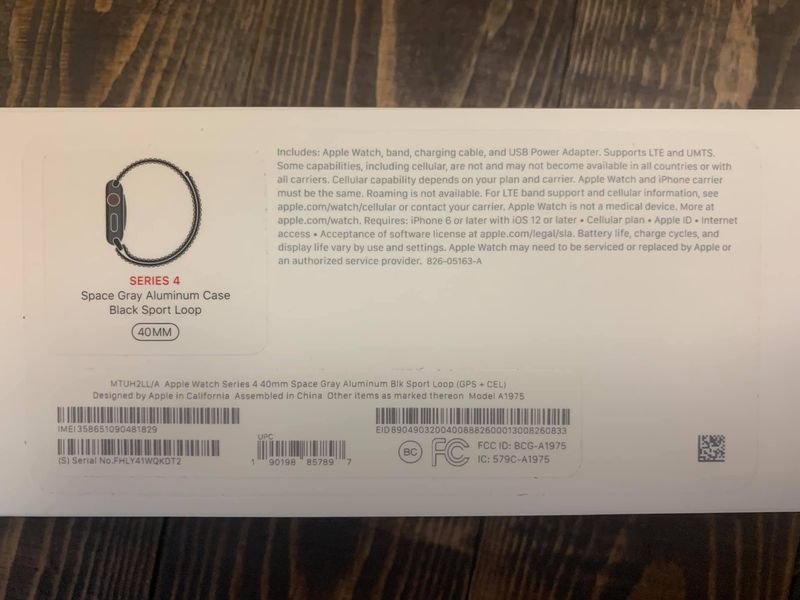 Includes: Apple Watch, band, charging cable, and USB Power Adapter. Supports LTE and UMTS.
Some capabilities, including cellular, are not and may not become available in all countries or with
all carriers. Cellular capability depends on your plan and carrier. Apple Watch and iPhone carrier
must be the same. Roaming is not available. For LTE band support and cellular information, see
apple.com/watch/cellular or contact your carrier. Apple Watch is not a medical device. More at
apple.com/watch. Requires: iPhone 6 or later with iOS 12 or later • Cellular plan • Apple ID • Internet
access • Acceptance of software license at apple.com/legal/sla. Battery life, charge cycles, and
display life vary by use and settings. Apple Watch may need to be serviced or replaced by Apple or
an authorized service provider. 826-05163-A
SERIES 4
Space Gray Aluminum Case
Black Sport Loop
40MM
MTUH2LL/A Apple Watch Series 4 40mm Space Gray Aluminum Blk Sport Loop (GPS + CEL)
Designed by Apple in California Assembled in China Other items as marked thereon Model A1975
IMEI 358651090481829
EID 89049032004008882600013008260833
(S) Serial No. FHLY41WQKDT2
UPC
1 90198 85789 7
BC FC
FCC ID: BCG-A1975
IC: 579C-A1975